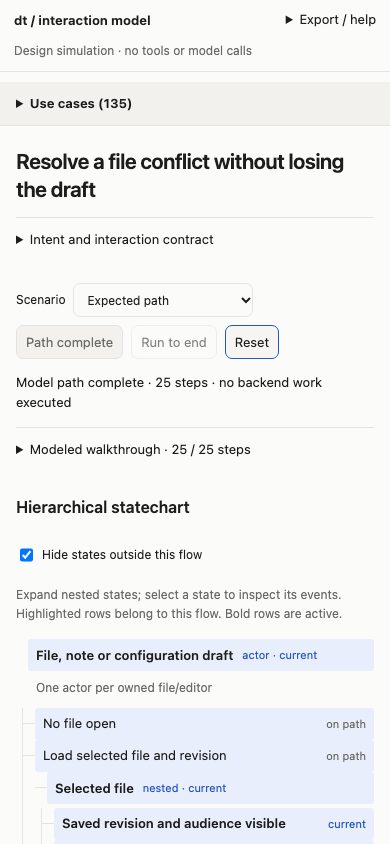 dt / interaction model
▶ Export / help
Design simulation · no tools or model calls
▶ Use cases (135)
Resolve a file conflict without losing
the draft
▶ Intent and interaction contract
Scenario Expected path
Path complete Run to end Reset
Model path complete · 25 steps · no backend work
executed
▶ Modeled walkthrough · 25 / 25 steps
Hierarchical statechart
Hide states outside this flow
Expand nested states; select a state to inspect its events.
Highlighted rows belong to this flow. Bold rows are active.
File, note or configuration draft actor · current
One actor per owned file/editor
No file open on path
Load selected file and revision on path
Selected file nested · current
Saved revision and audience visible current